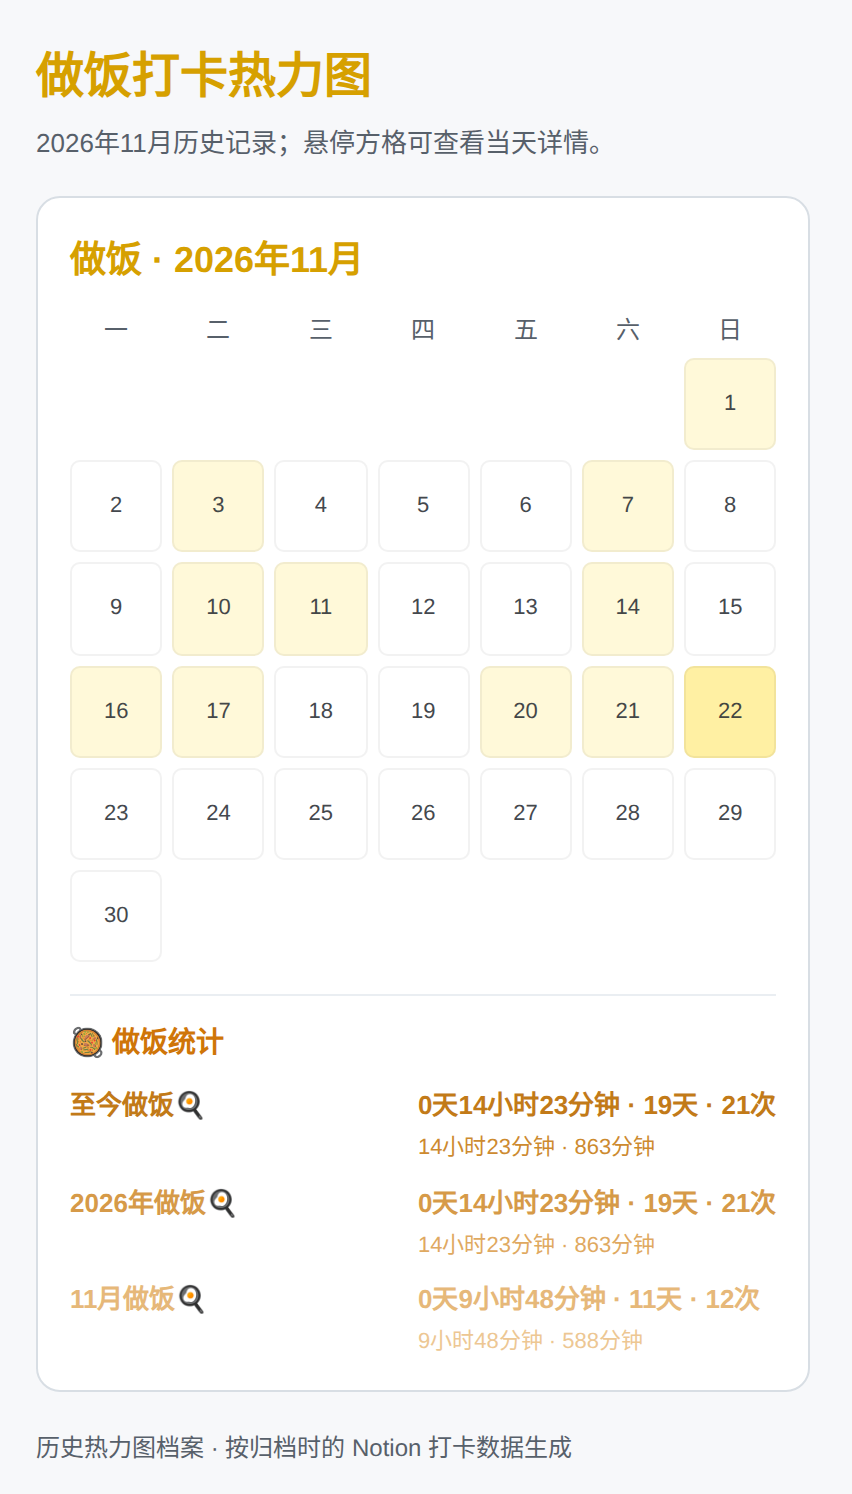 做饭打卡热力图
2026年11月历史记录；悬停方格可查看当天详情。
做饭 · 2026年11月
一 二 三 四 五 六 日
1
2 3 4 5 6 7 8
9 10 11 12 13 14 15
16 17 18 19 20 21 22
23 24 25 26 27 28 29
30
🥘 做饭统计
至今做饭🍳 0天14小时23分钟 · 19天 · 21次
14小时23分钟 · 863分钟
2026年做饭🍳 0天14小时23分钟 · 19天 · 21次
14小时23分钟 · 863分钟
11月做饭🍳 0天9小时48分钟 · 11天 · 12次
9小时48分钟 · 588分钟
历史热力图档案 · 按归档时的 Notion 打卡数据生成